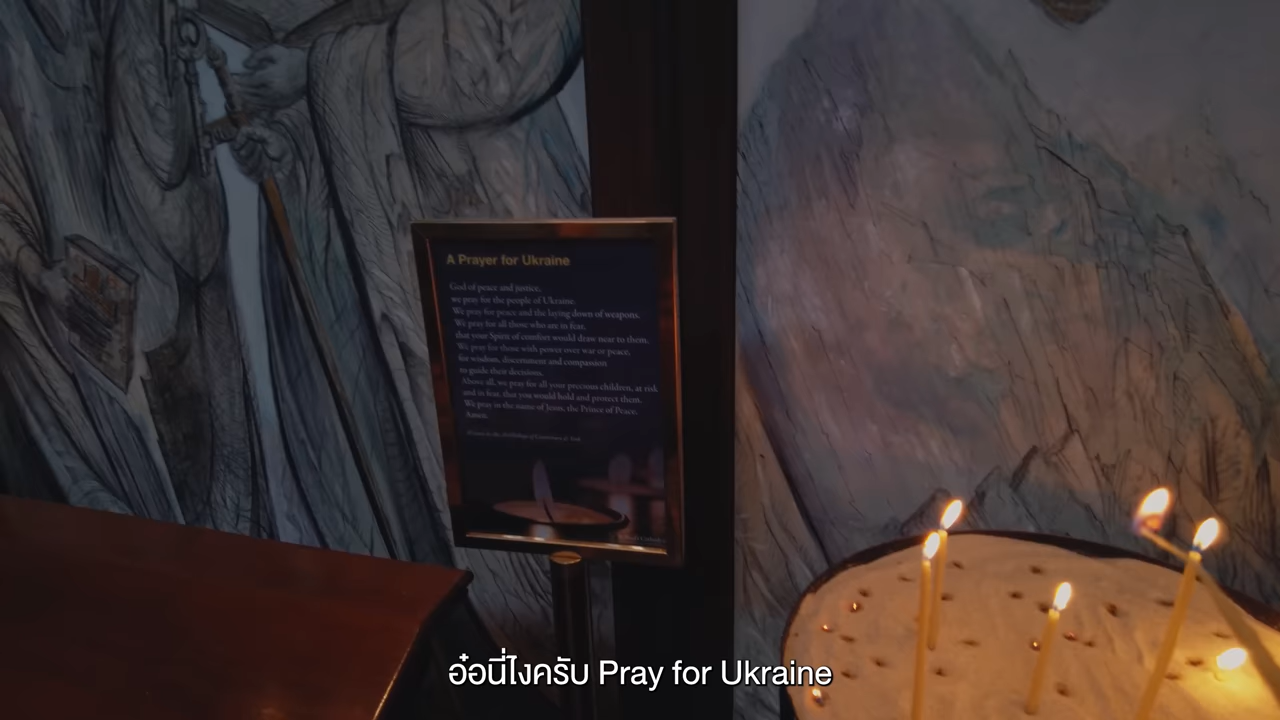 A Prayer for Ukraine
God of peace and justice,
we pray for the people of Ukraine.
We pray for peace and the laying down of weapons.
We pray for all those who are in fear,
that your Spirit of comfort would draw near to them.
We pray for those with power over war or peace,
for wisdom, discernment and compassion
to guide their decisions.
Above all, we pray for all your precious children, at risk
and in fear, that you would hold and protect them.
We pray in the name of Jesus, the Prince of Peace.
Amen.
อ๋อนี่ไงครับ Pray for Ukraine